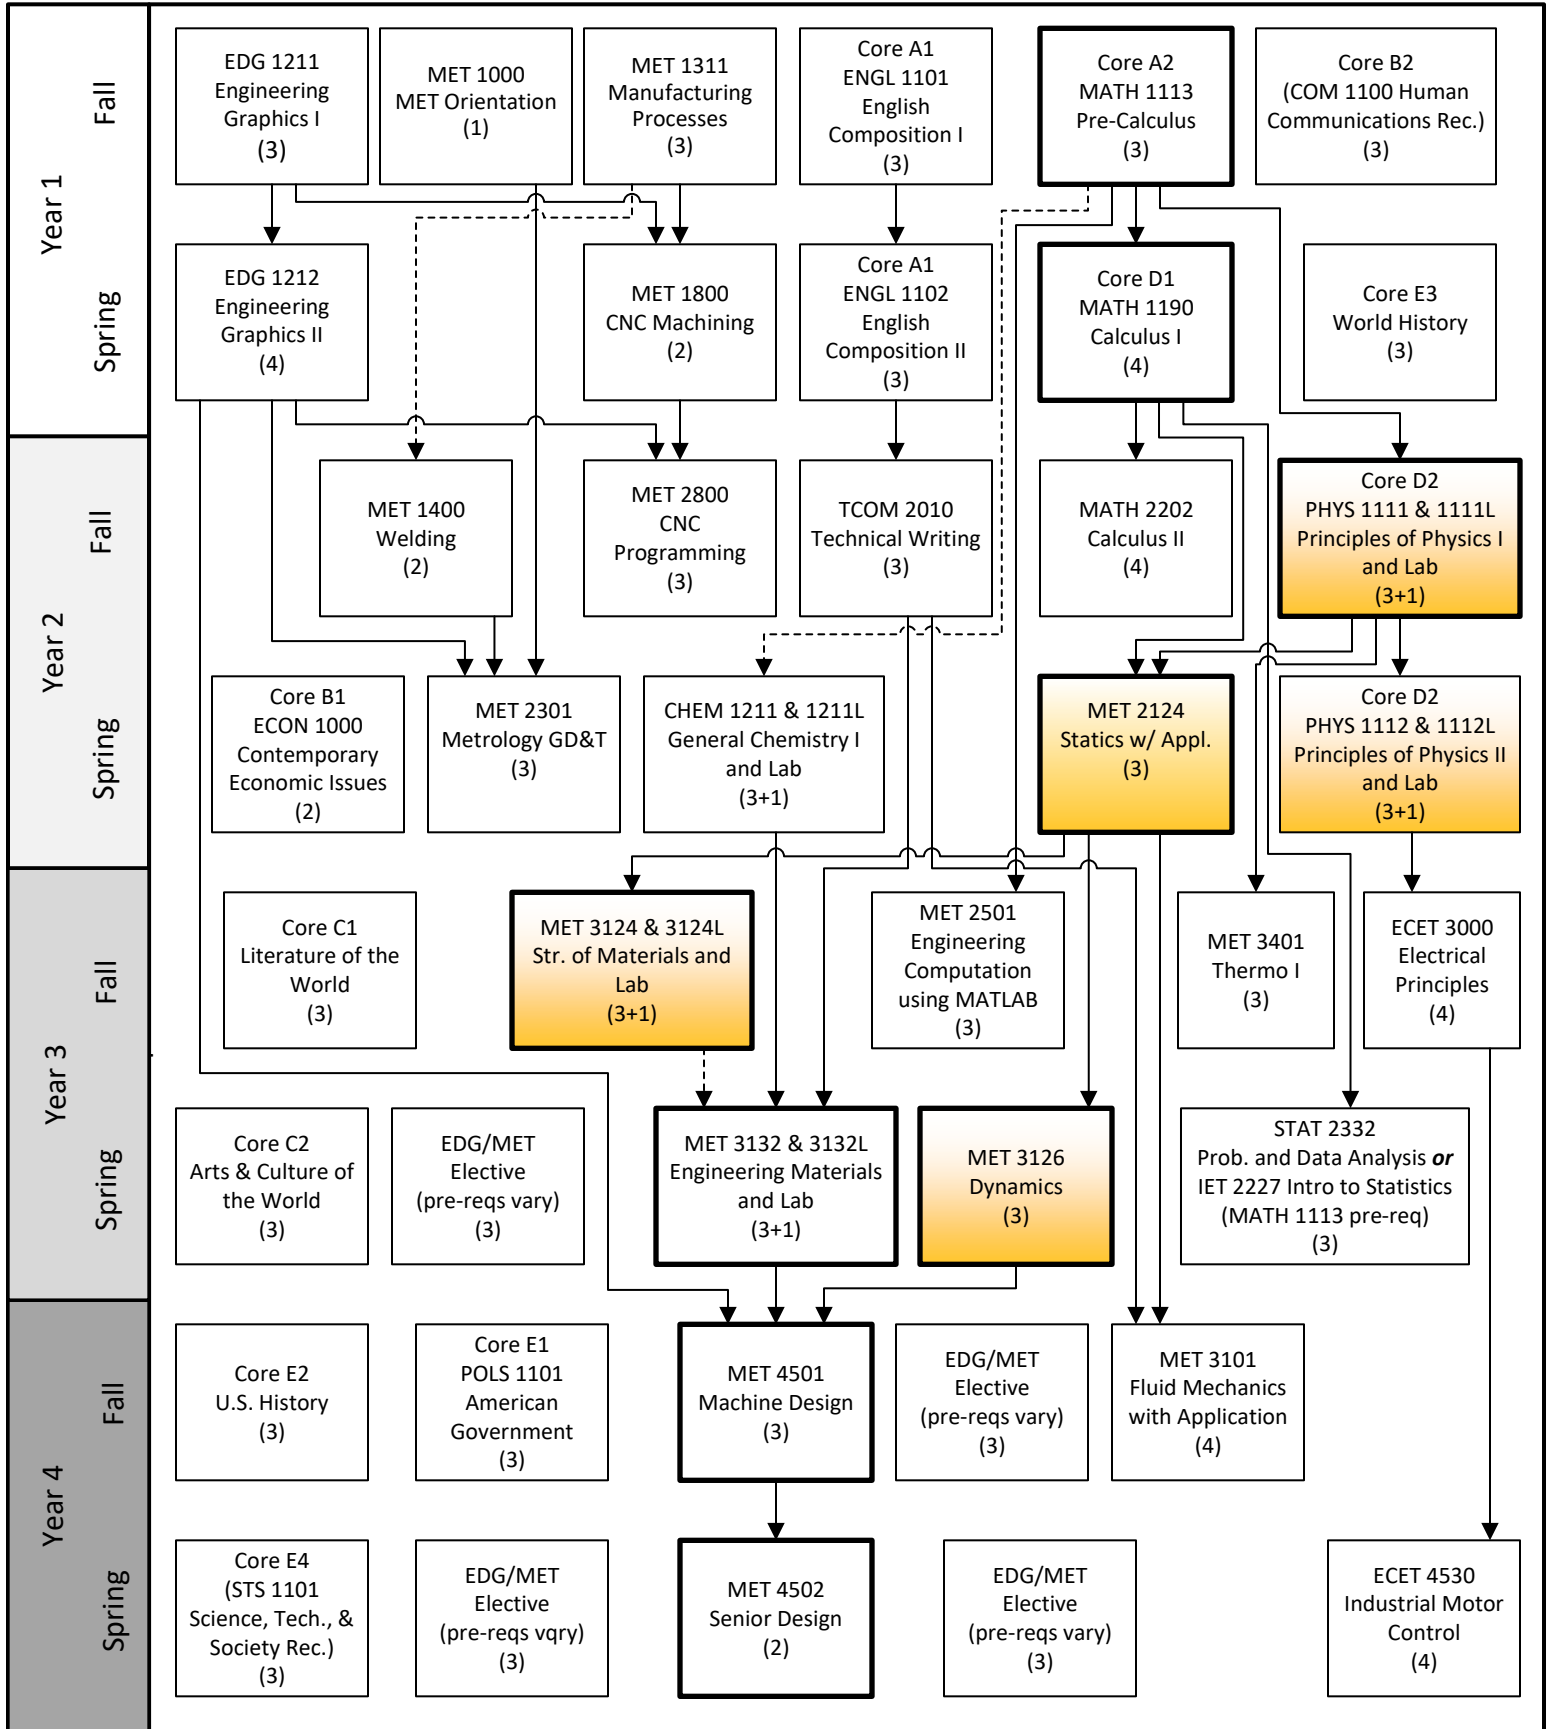 Year 1
Fall
EDG 1211
Engineering
Graphics I
(3)
MET 1000
MET Orientation
(1)
MET 1311
Manufacturing
Processes
(3)
Core A1
ENGL 1101
English
Composition I
(3)
Core A2
MATH 1113
Pre-Calculus
(3)
Core B2
(COM 1100 Human
Communications Rec.)
(3)
Spring
EDG 1212
Engineering
Graphics II
(4)
MET 1800
CNC Machining
(2)
Core A1
ENGL 1102
English
Composition II
(3)
Core D1
MATH 1190
Calculus I
(4)
Core E3
World History
(3)
Year 2
Fall
MET 1400
Welding
(2)
MET 2800
CNC
Programming
(3)
TCOM 2010
Technical Writing
(3)
MATH 2202
Calculus II
(4)
Core D2
PHYS 1111 & 1111L
Principles of Physics I
and Lab
(3+1)
Spring
Core B1
ECON 1000
Contemporary
Economic Issues
(2)
MET 2301
Metrology GD&T
(3)
CHEM 1211 & 1211L
General Chemistry I
and Lab
(3+1)
MET 2124
Statics w/ Appl.
(3)
Core D2
PHYS 1112 & 1112L
Principles of Physics II
and Lab
(3+1)
Year 3
Fall
Core C1
Literature of the
World
(3)
MET 3124 & 3124L
Str. of Materials and
Lab
(3+1)
MET 2501
Engineering
Computation
using MATLAB
(3)
MET 3401
Thermo I
(3)
ECET 3000
Electrical
Principles
(4)
Spring
Core C2
Arts & Culture of
the World
(3)
EDG/MET
Elective
(pre-reqs vary)
(3)
MET 3132 & 3132L
Engineering Materials
and Lab
(3+1)
MET 3126
Dynamics
(3)
STAT 2332
Prob. and Data Analysis or
IET 2227 Intro to Statistics
(MATH 1113 pre-req)
(3)
Year 4
Fall
Core E2
U.S. History
(3)
Core E1
POLS 1101
American
Government
(3)
MET 4501
Machine Design
(3)
EDG/MET
Elective
(pre-reqs vary)
(3)
MET 3101
Fluid Mechanics
with Application
(4)
Spring
Core E4
(STS 1101
Science, Tech., &
Society Rec.)
(3)
EDG/MET
Elective
(pre-reqs vqry)
(3)
MET 4502
Senior Design
(2)
EDG/MET
Elective
(pre-reqs vary)
(3)
ECET 4530
Industrial Motor
Control
(4)